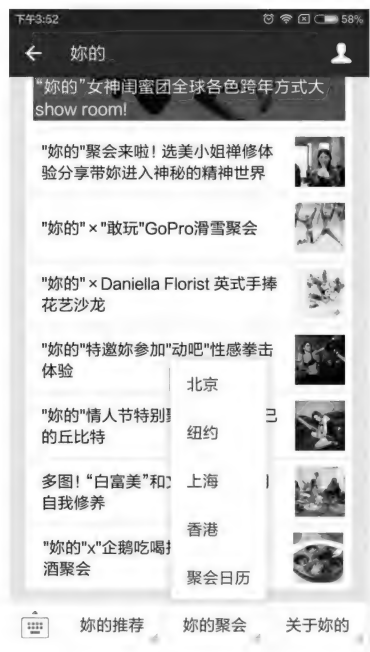 下午3:52
58%
妳的
“妳的”女神闺蜜团全球各色跨年方式大
show room!
"妳的"聚会来啦！选美小姐禅修体
验分享带妳进入神秘的精神世界
"妳的"×"敢玩"GoPro滑雪聚会
"妳的"×Daniella Florist 英式手捧
花艺沙龙
"妳的"特邀妳参加"动吧"性感拳击
体验
"妳的"情人节特别
己
的丘比特
多图！“白富美”和
自我修养
"妳的"x"企鹅吃喝
酒聚会
北京
纽约
上海
香港
聚会日历
妳的推荐
妳的聚会
关于妳的